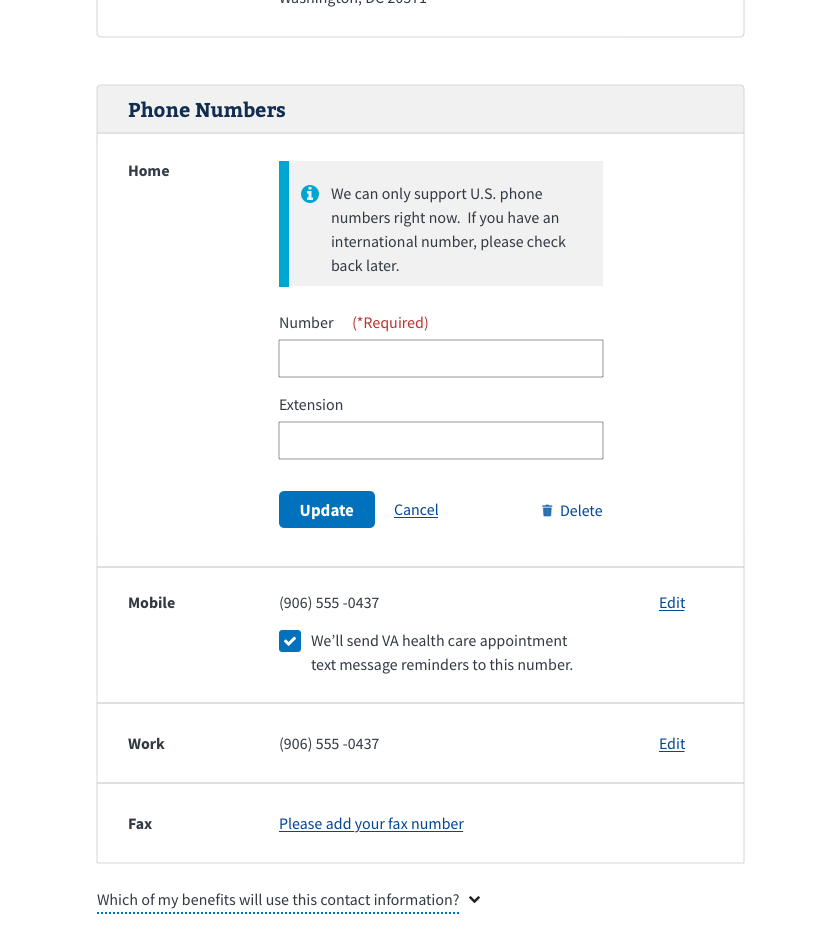 Washington, DC 20571
Phone Numbers
Home
We can only support U.S. phone
numbers right now.  If you have an
international number, please check
back later.
Number (*Required)
Extension
Update Cancel Delete
Mobile (906) 555 -0437 Edit
We’ll send VA health care appointment
text message reminders to this number.
Work (906) 555 -0437 Edit
Fax Please add your fax number
Which of my benefits will use this contact information?